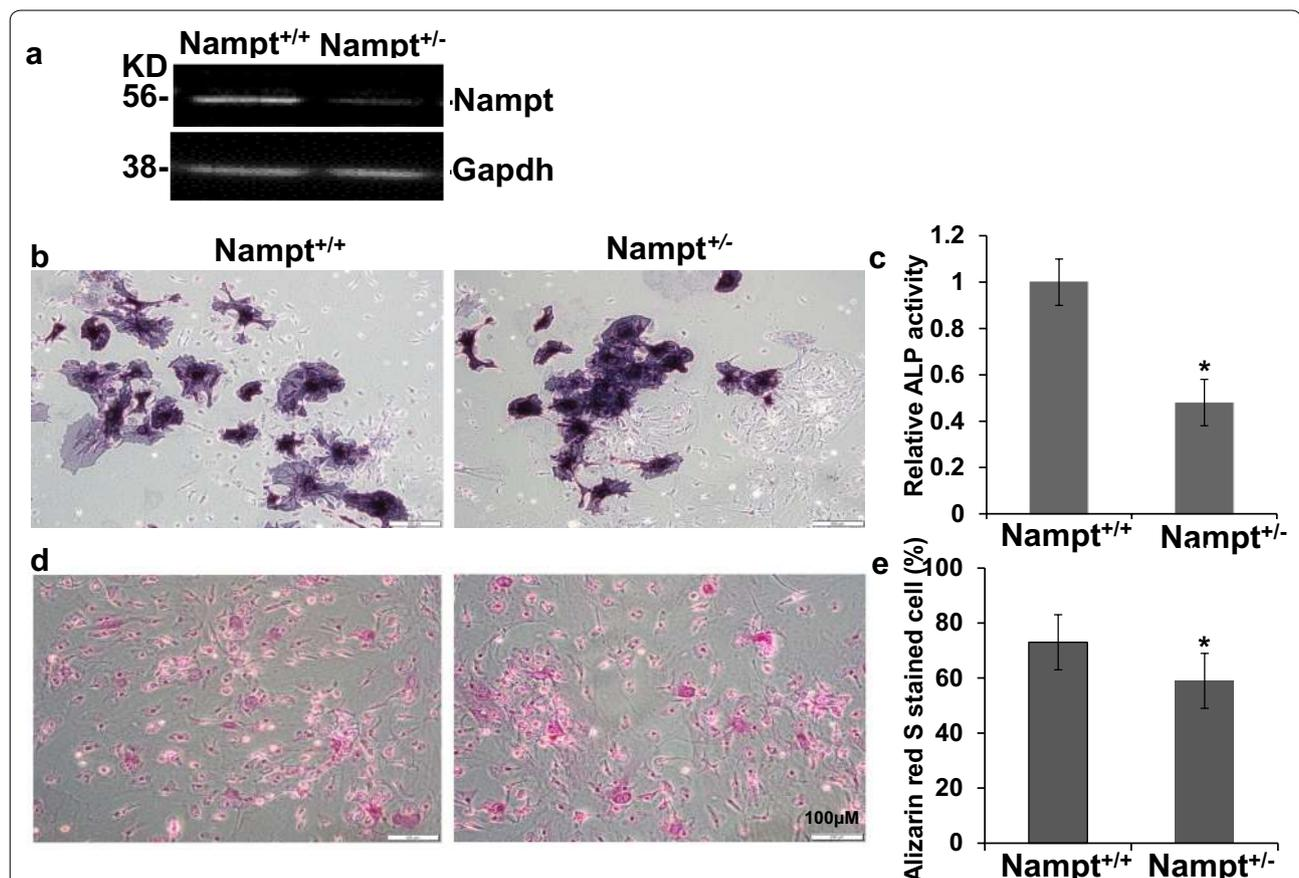 a
Nampt+/+ Nampt+/-
KD
56-
-Nampt
38-
-Gapdh
b
Nampt+/+
Nampt+/-
c
Relative ALP activity
1.2
1
0.8
0.6
0.4
0.2
0
*
Nampt+/+
Nampt+/-
d
100µM
e
Alizarin red S stained cell (%)
100
80
60
40
20
0
*
Nampt+/+
Nampt+/-